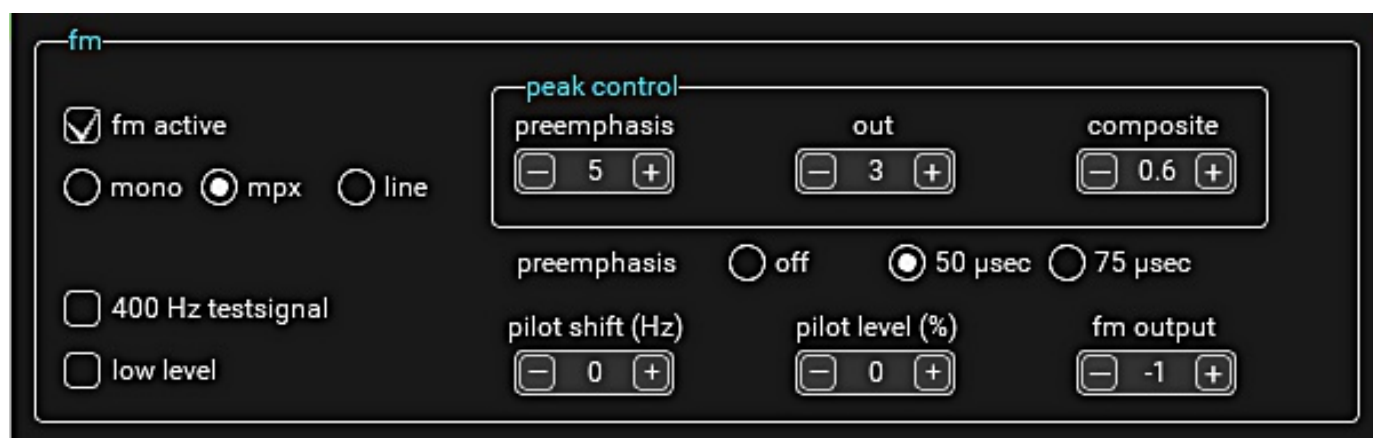 fm
peak control
fm active
preemphasis out composite
5 3 0.6
mono mpx line
preemphasis off 50 µsec 75 µsec
400 Hz testsignal
pilot shift (Hz) pilot level (%) fm output
low level
0 0 -1